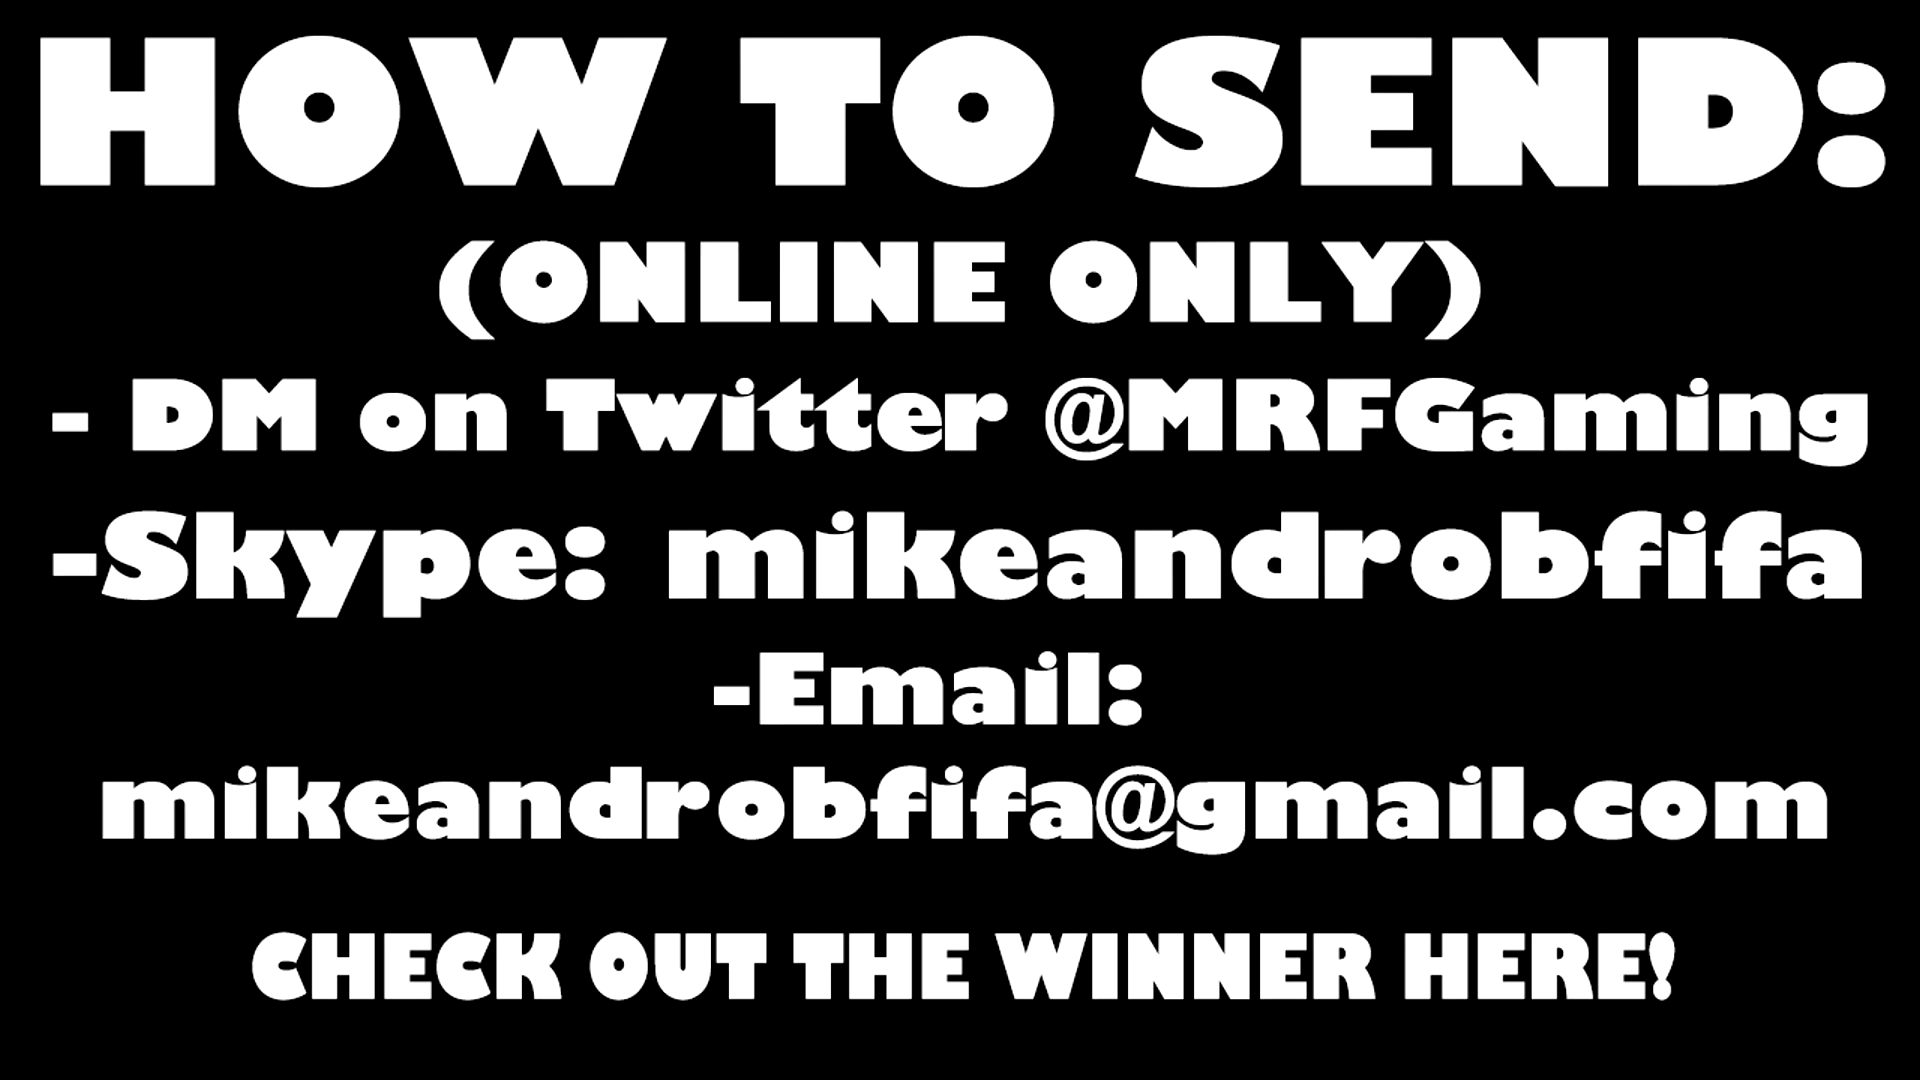 HOW TO SEND:
(ONLINE ONLY)
- DM on Twitter @MRFGaming
-Skype: mikeandrobfifa
-Email:
mikeandrobfifa@gmail.com
CHECK OUT THE WINNER HERE!